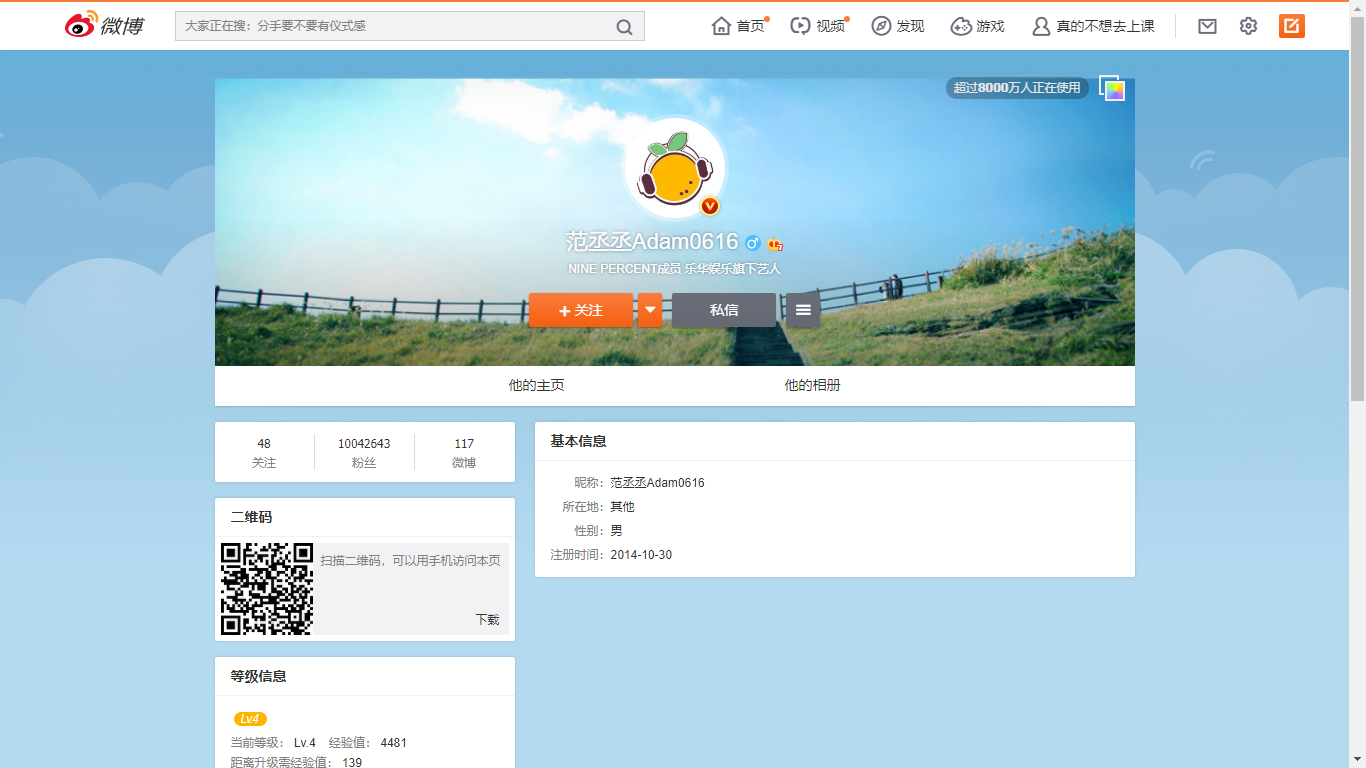 微博
大家正在搜：分手要不要有仪式感
首页
视频
发现
游戏
真的不想去上课
超过8000万人正在使用
范丞丞Adam0616
NINE PERCENT成员 乐华娱乐旗下艺人
+ 关注
私信
他的主页
他的相册
48
关注
10042643
粉丝
117
微博
二维码
扫描二维码，可以用手机访问本页
下载
等级信息
Lv.4
当前等级： Lv.4 经验值： 4481
距离升级需经验值： 139
基本信息
昵称： 范丞丞Adam0616
所在地： 其他
性别： 男
注册时间： 2014-10-30